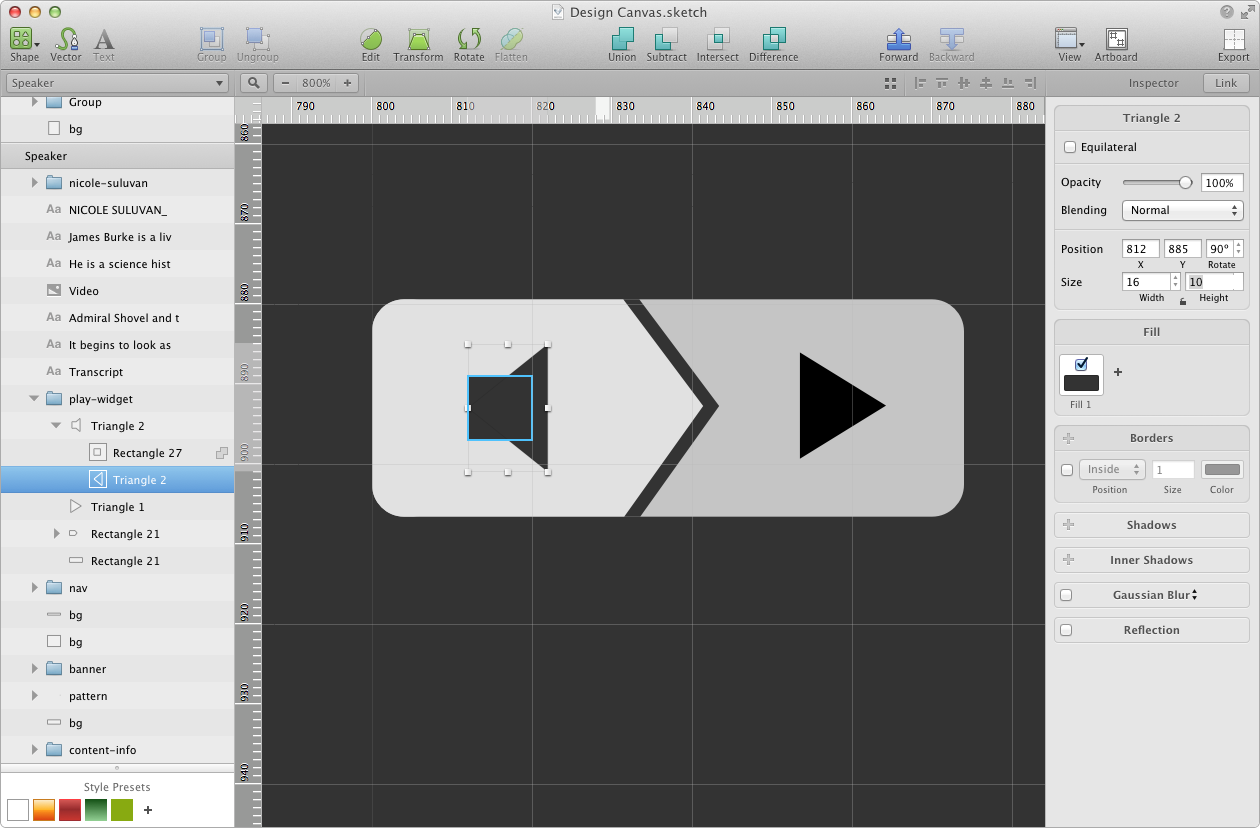 Design Canvas.sketch
Shape Vector Text Group Ungroup Edit Transform Rotate Flatten Union Subtract Intersect Difference Forward Backward View Artboard Export
Speaker − 800% + Inspector Link
790 800 810 820 830 840 850 860 870 880
860
870
880
890
900
910
920
930
940
Group
bg
Speaker
nicole-suluvan
Aa NICOLE SULUVAN_
Aa James Burke is a liv
Aa He is a science hist
Video
Aa Admiral Shovel and t
Aa It begins to look as
Aa Transcript
play-widget
Triangle 2
Rectangle 27
Triangle 2
Triangle 1
Rectangle 21
Rectangle 21
nav
bg
bg
banner
pattern
bg
content-info
Style Presets
+
Triangle 2
Equilateral
Opacity 100%
Blending Normal
Position 812 885 90°
X Y Rotate
Size 16 10
Width Height
Fill
+
Fill 1
Borders
Inside 1
Position Size Color
Shadows
Inner Shadows
Gaussian Blur
Reflection